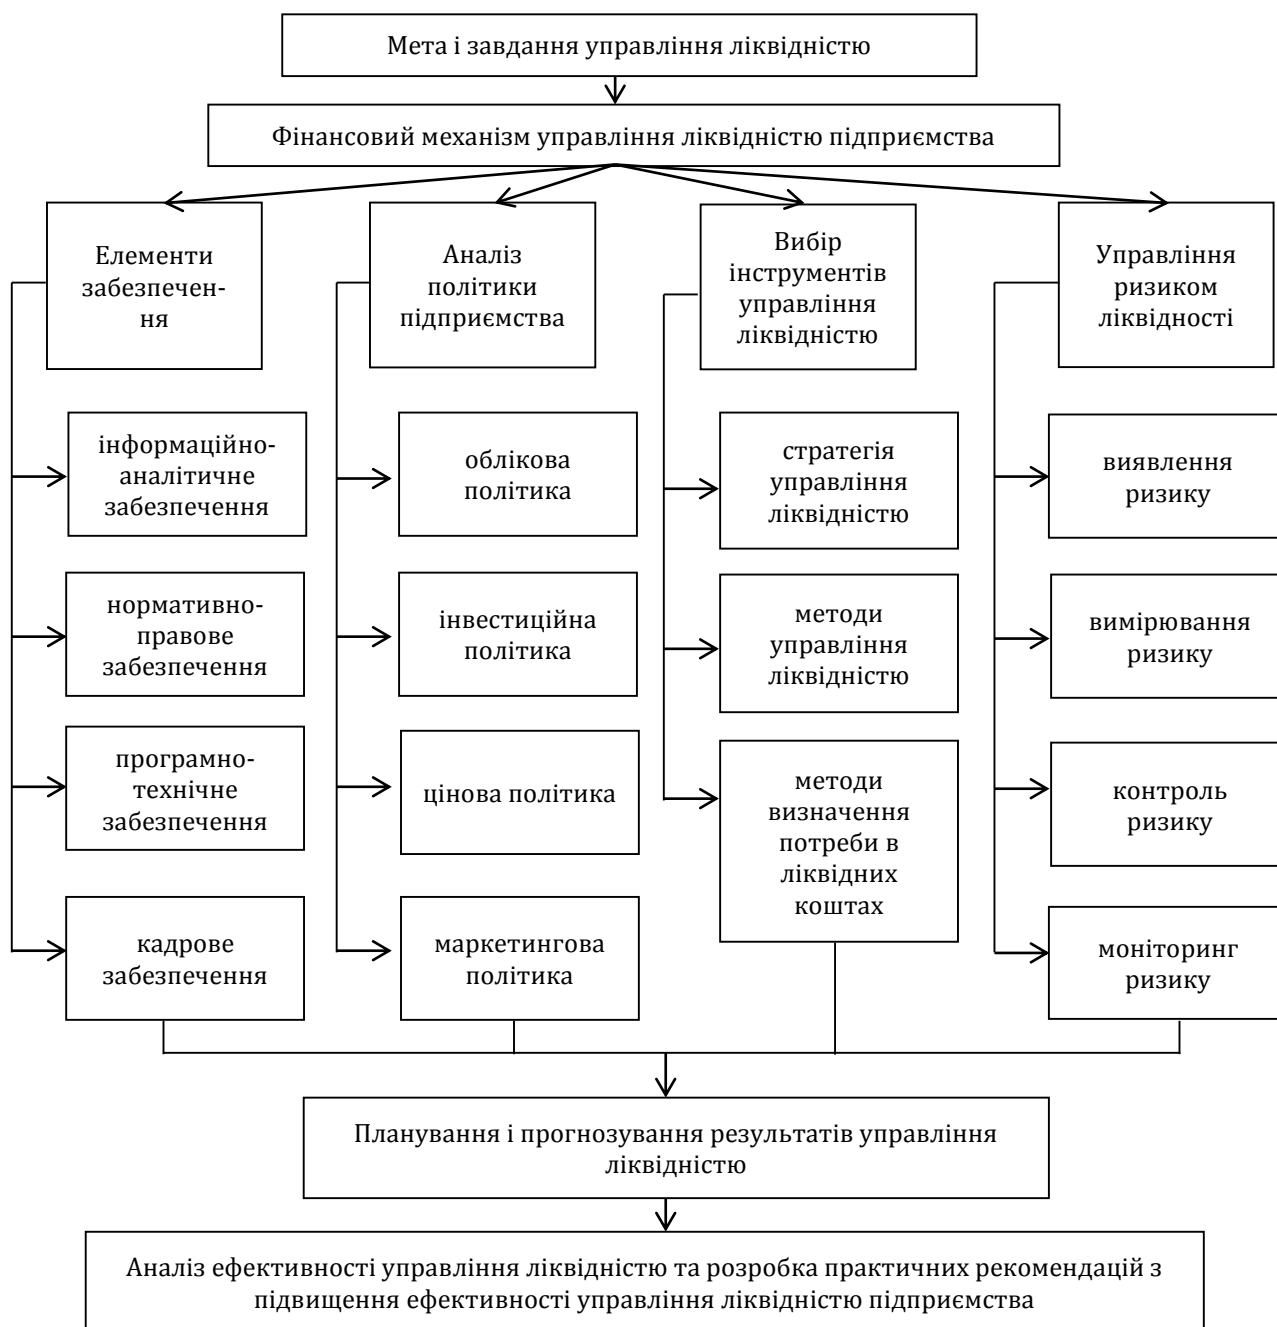 Мета і завдання управління ліквідністю
Фінансовий механізм управління ліквідністю підприємства
Елементи
забезпечен-
ня
Аналіз
політики
підприємства
Вибір
інструментів
управління
ліквідністю
Управління
ризиком
ліквідності
інформаційно-
аналітичне
забезпечення
облікова
політика
стратегія
управління
ліквідністю
виявлення
ризику
нормативно-
правове
забезпечення
інвестиційна
політика
методи
управління
ліквідністю
вимірювання
ризику
програмно-
технічне
забезпечення
цінова політика
методи
визначення
потреби в
ліквідних
коштах
контроль
ризику
кадрове
забезпечення
маркетингова
політика
моніторинг
ризику
Планування і прогнозування результатів управління
ліквідністю
Аналіз ефективності управління ліквідністю та розробка практичних рекомендацій з
підвищення ефективності управління ліквідністю підприємства